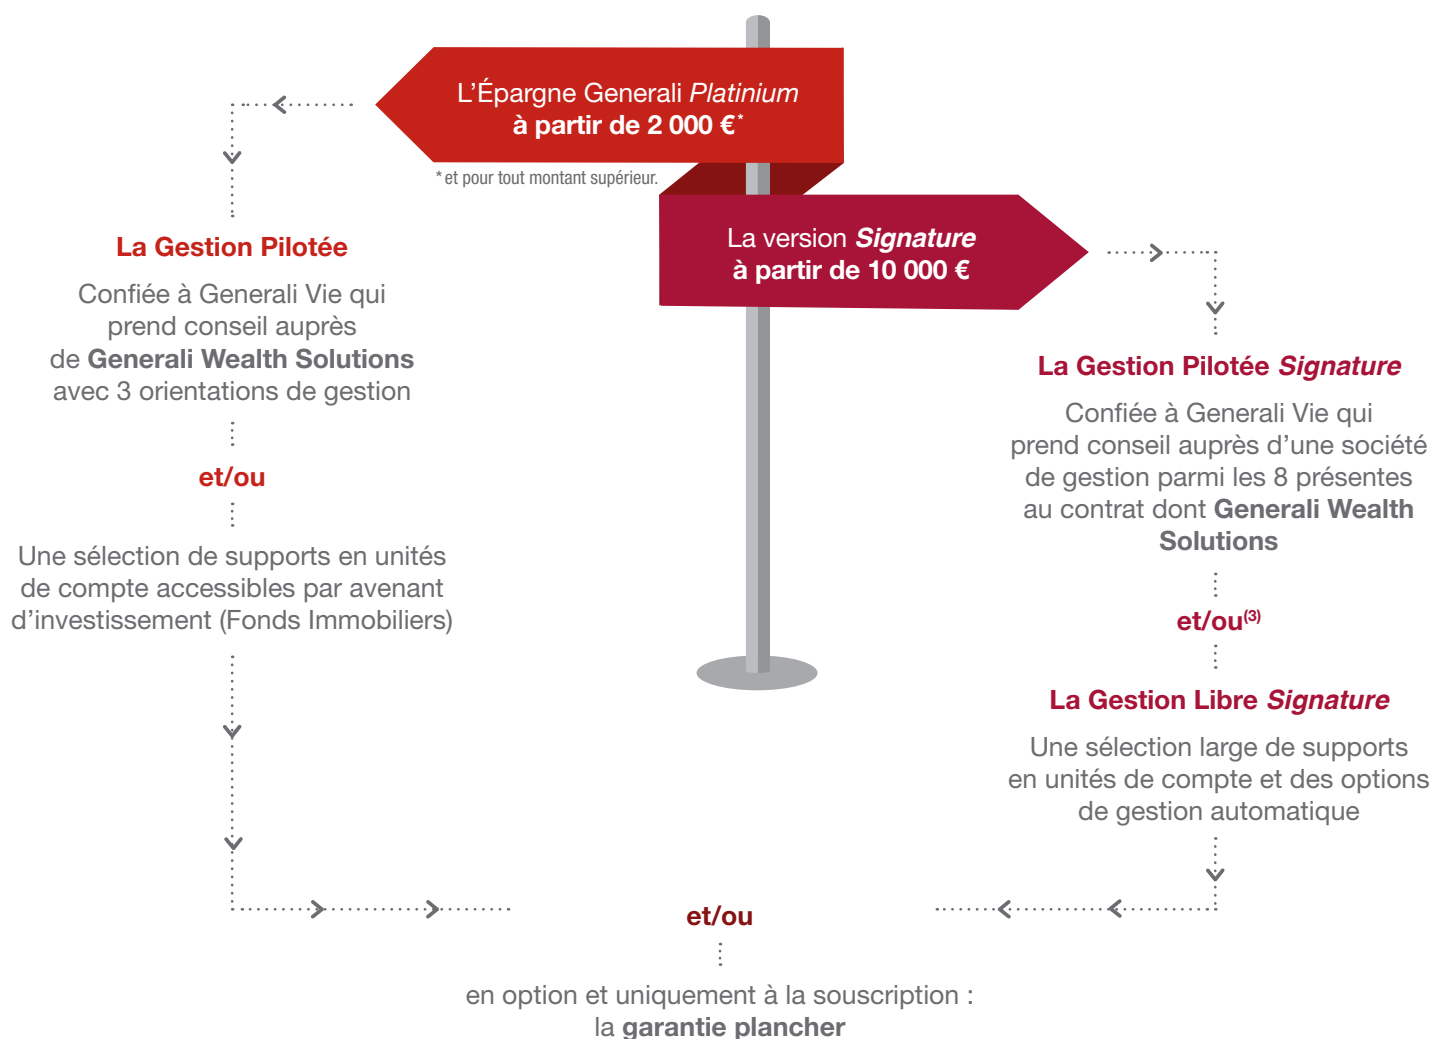 L’Épargne Generali Platinium
à partir de 2 000 €*
* et pour tout montant supérieur.
La version Signature
à partir de 10 000 €
La Gestion Pilotée
Confiée à Generali Vie qui
prend conseil auprès
de Generali Wealth Solutions
avec 3 orientations de gestion
et/ou
Une sélection de supports en unités
de compte accessibles par avenant
d’investissement (Fonds Immobiliers)
La Gestion Pilotée Signature
Confiée à Generali Vie qui
prend conseil auprès d’une société
de gestion parmi les 8 présentes
au contrat dont Generali Wealth
Solutions
et/ou(3)
La Gestion Libre Signature
Une sélection large de supports
en unités de compte et des options
de gestion automatique
et/ou
en option et uniquement à la souscription :
la garantie plancher